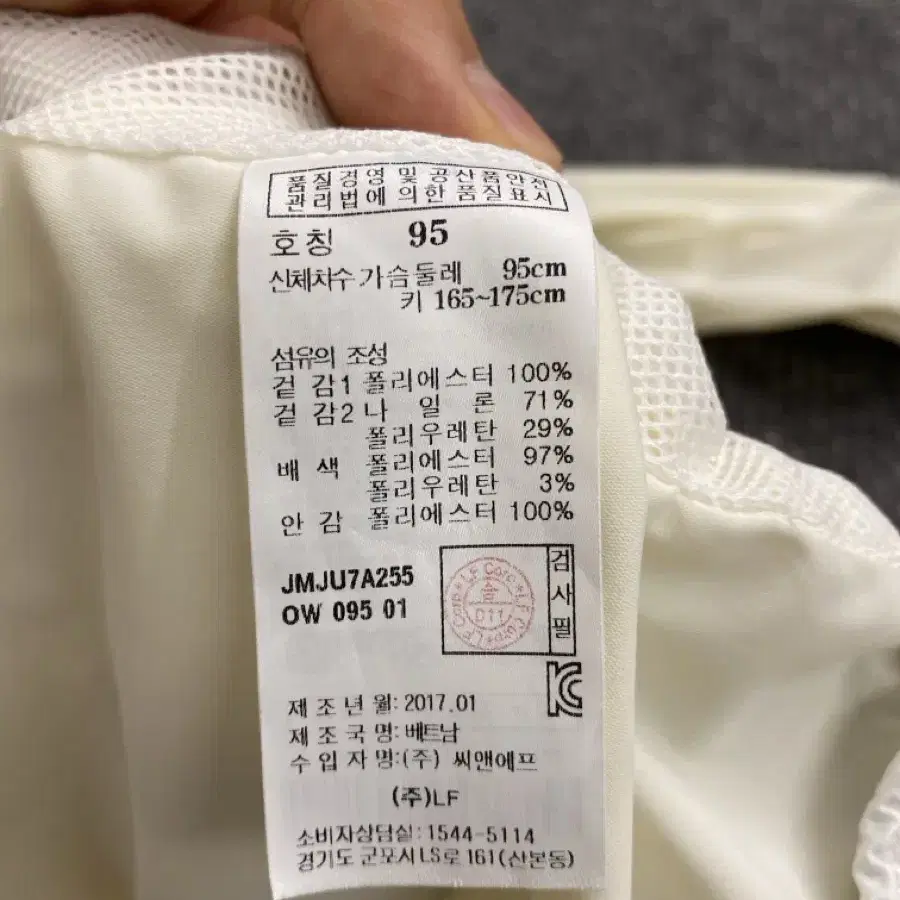 품질경영 및 공산품안전
관리법에 의한 품질표시
호칭 95
신체치수 가슴둘레 95cm
키 165~175cm
섬유의 조성
겉 감1 폴리에스터 100%
겉 감2 나 일 론 71%
폴리우레탄 29%
배 색 폴리에스터 97%
폴리우레탄 3%
안 감 폴리에스터 100%
JMJU7A255
OW 095 01
LF Corp★LF Corp★LF Corp
D11
검사필
제 조 년 월: 2017.01
제 조 국 명: 베트남
수 입 자 명:(주) 씨앤에프
(주)LF
소비자상담실:1544-5114
경기도 군포시 LS로 161(산본동)